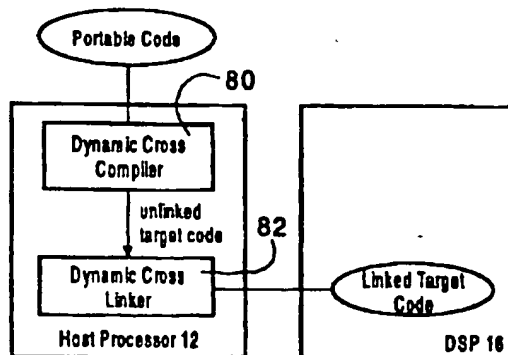 Portable Code
80
Dynamic Cross
Compiler
unlinked
target code
82
Dynamic Cross
Linker
Linked Target
Code
Host Processor 12
DSP 16